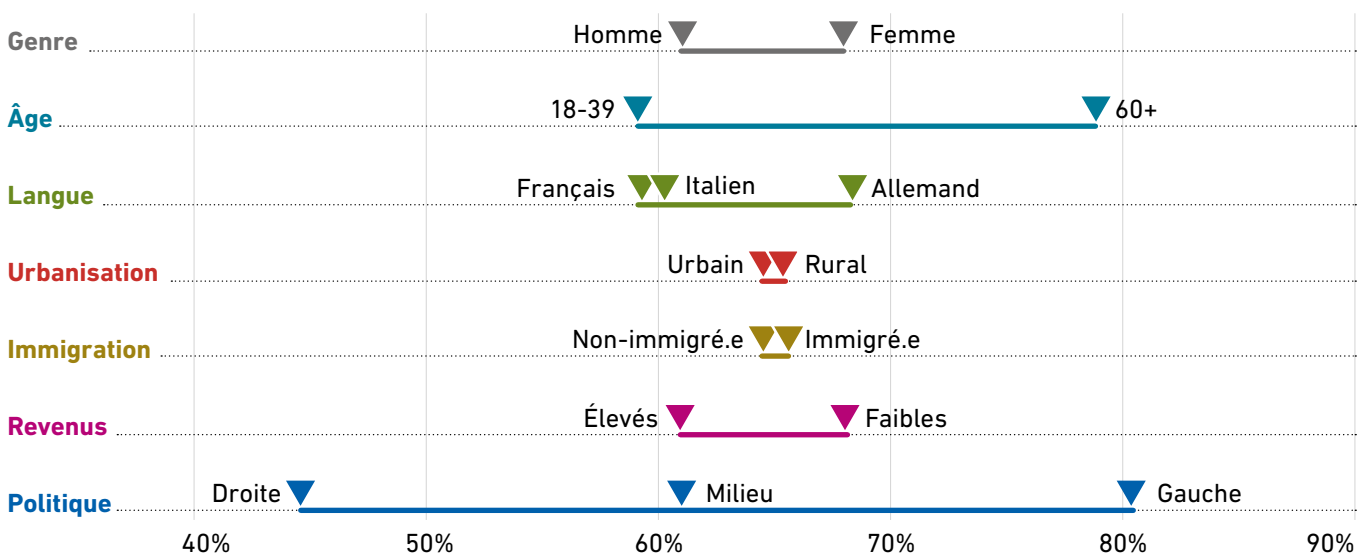 Genre Homme Femme
Âge 18-39 60+
Langue Français Italien Allemand
Urbanisation Urbain Rural
Immigration Non-immigré.e Immigré.e
Revenus Élevés Faibles
Politique Droite Milieu Gauche
40% 50% 60% 70% 80% 90%